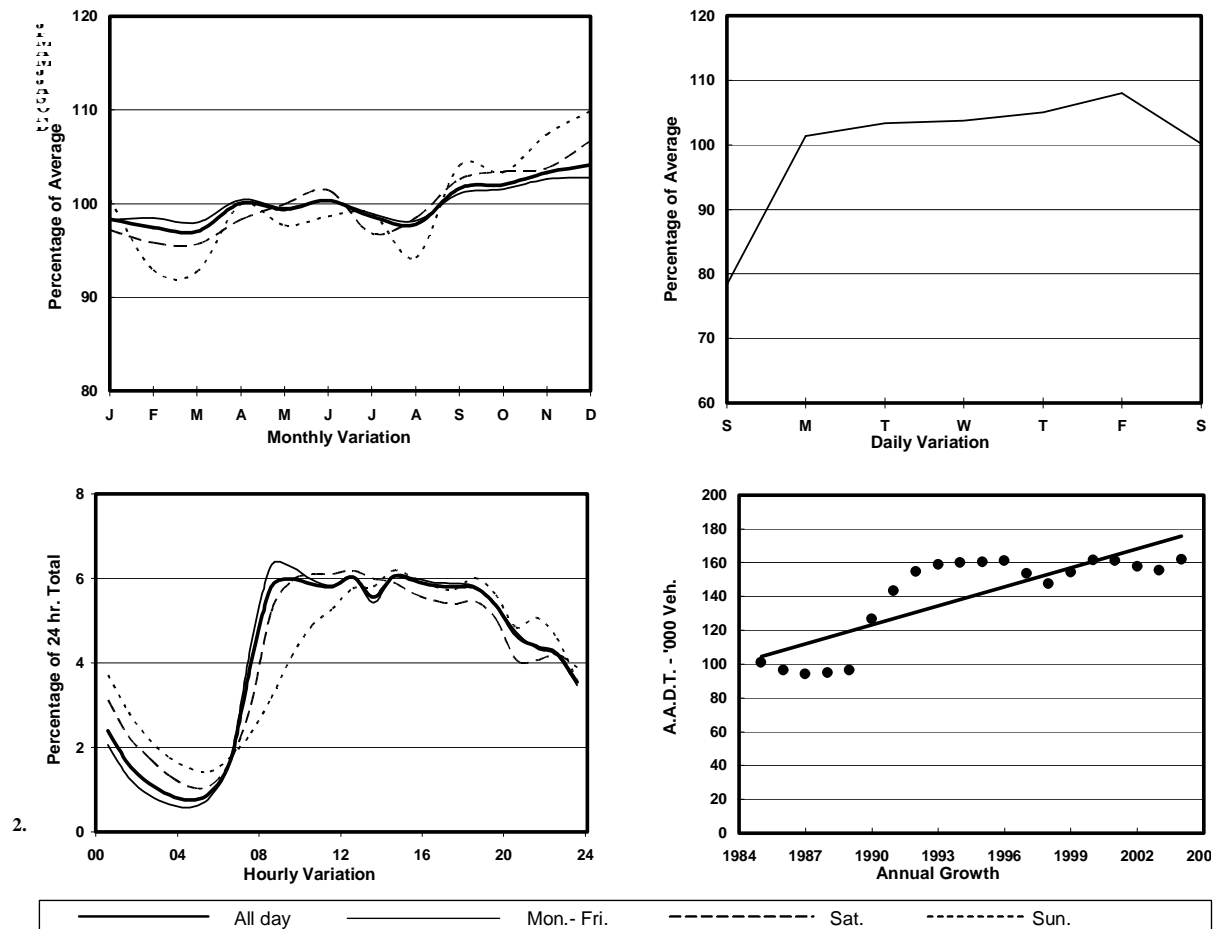 120
110
100
90
80
Percentage of Average
J F M A M J J A S O N D
Monthly Variation
120
110
100
90
80
70
60
Percentage of Average
S M T W T F S
Daily Variation
8
6
4
2
0
Percentage of 24 hr. Total
00 04 08 12 16 20 24
Hourly Variation
2.
200
180
160
140
120
100
80
60
40
20
0
A.A.D.T. - '000 Veh.
1984 1987 1990 1993 1996 1999 2002 200
Annual Growth
All day Mon.- Fri. Sat. Sun.